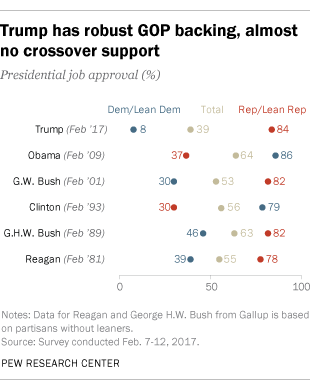 Trump has robust GOP backing, almost
no crossover support
Presidential job approval (%)
Dem/Lean Dem Total Rep/Lean Rep
Trump (Feb '17) 8 39 84
Obama (Feb '09) 37 64 86
G.W. Bush (Feb '01) 30 53 82
Clinton (Feb '93) 30 56 79
G.H.W. Bush (Feb '89) 46 63 82
Reagan (Feb '81) 39 55 78
0 50 100
Notes: Data for Reagan and George H.W. Bush from Gallup is based
on partisans without leaners.
Source: Survey conducted Feb. 7-12, 2017.
PEW RESEARCH CENTER